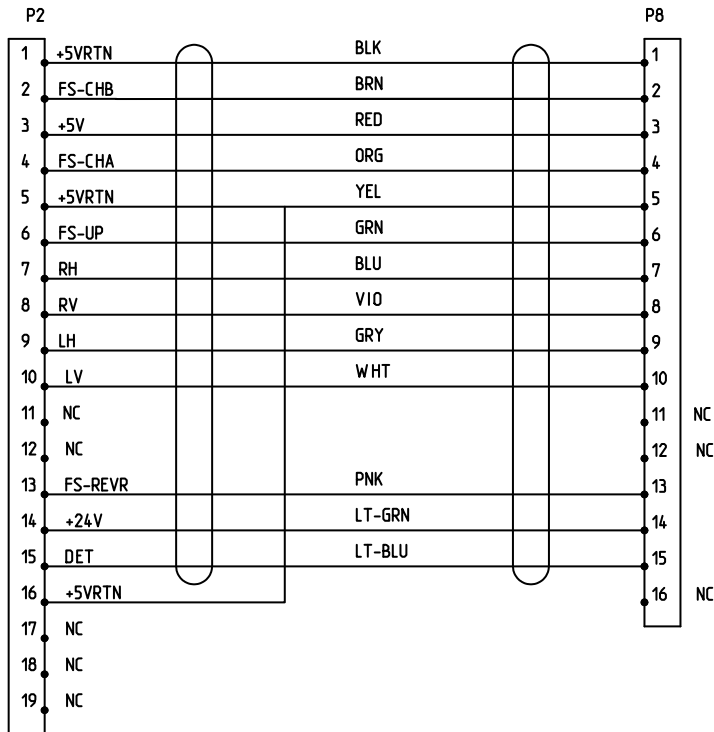 P2 P8
1 +5VRTN BLK 1
2 FS-CHB BRN 2
3 +5V RED 3
4 FS-CHA ORG 4
5 +5VRTN YEL 5
6 FS-UP GRN 6
7 RH BLU 7
8 RV VIO 8
9 LH GRY 9
10 LV WHT 10
11 NC 11 NC
12 NC 12 NC
13 FS-REVR PNK 13
14 +24V LT-GRN 14
15 DET LT-BLU 15
16 +5VRTN 16 NC
17 NC
18 NC
19 NC